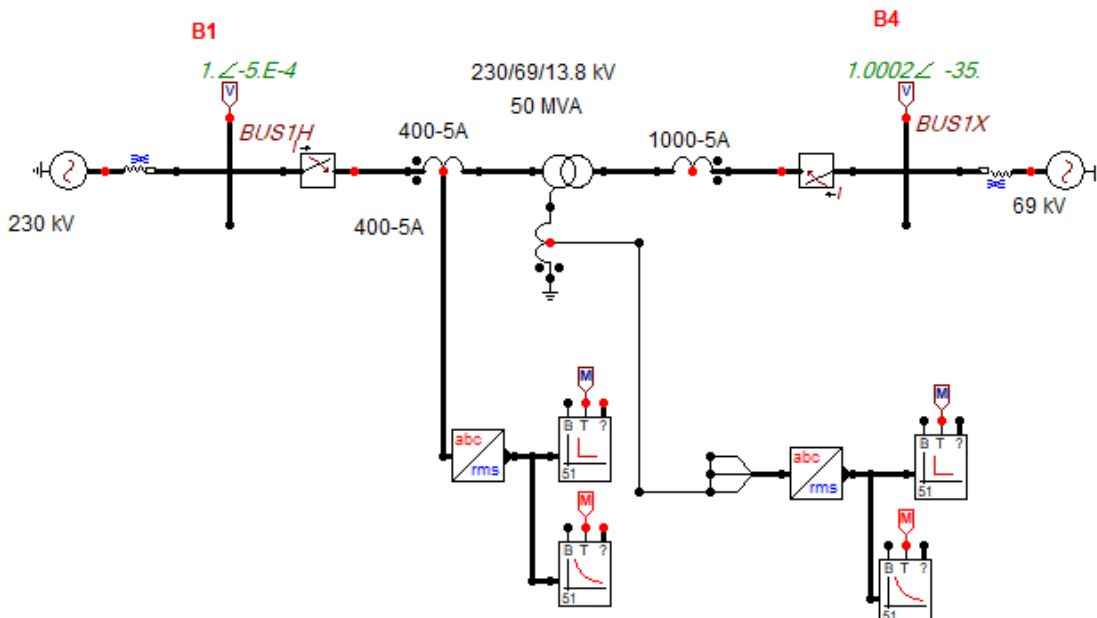 B1
B4
1.∠-5.E-4
230/69/13.8 kV
1.0002∠ -35.
V
V
50 MVA
BUS1H
400-5A
1000-5A
BUS1X
I
I
230 kV
400-5A
69 kV
M
M
B T ?
B T ?
abc
rms
51
abc
rms
51
M
M
B T ?
B T ?
51
51